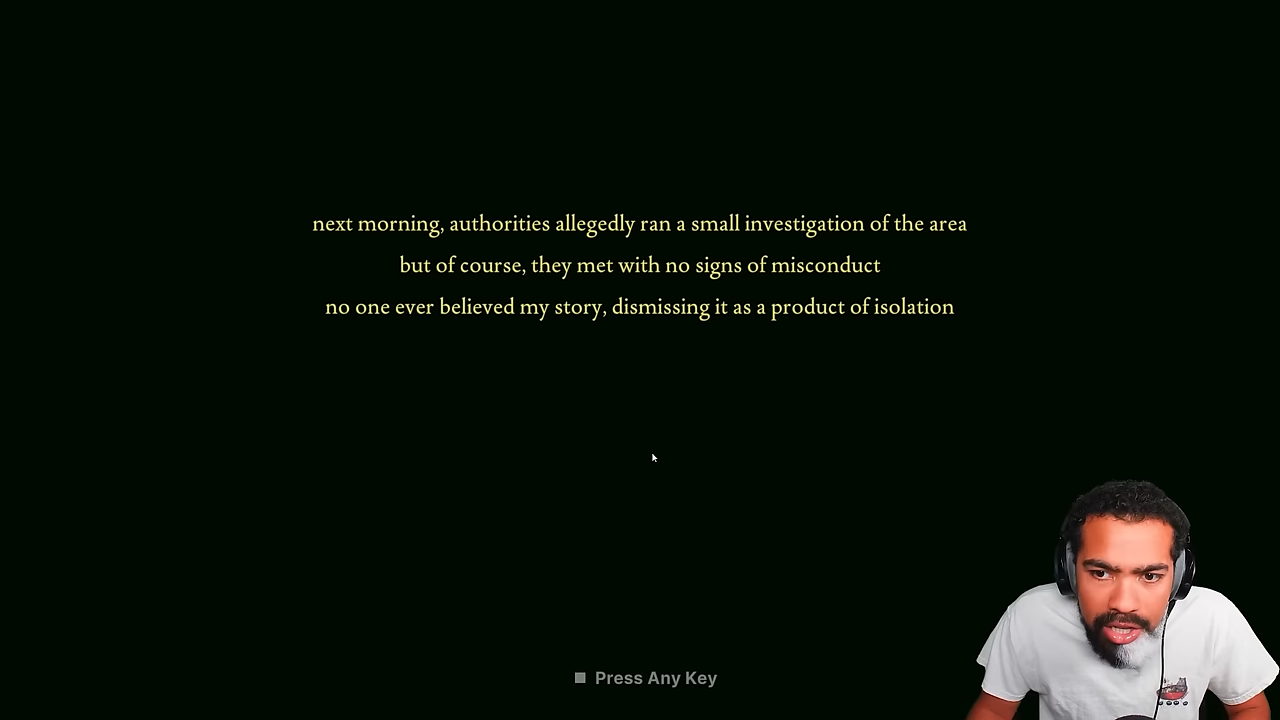 next morning, authorities allegedly ran a small investigation of the area
but of course, they met with no signs of misconduct
no one ever believed my story, dismissing it as a product of isolation
Press Any Key